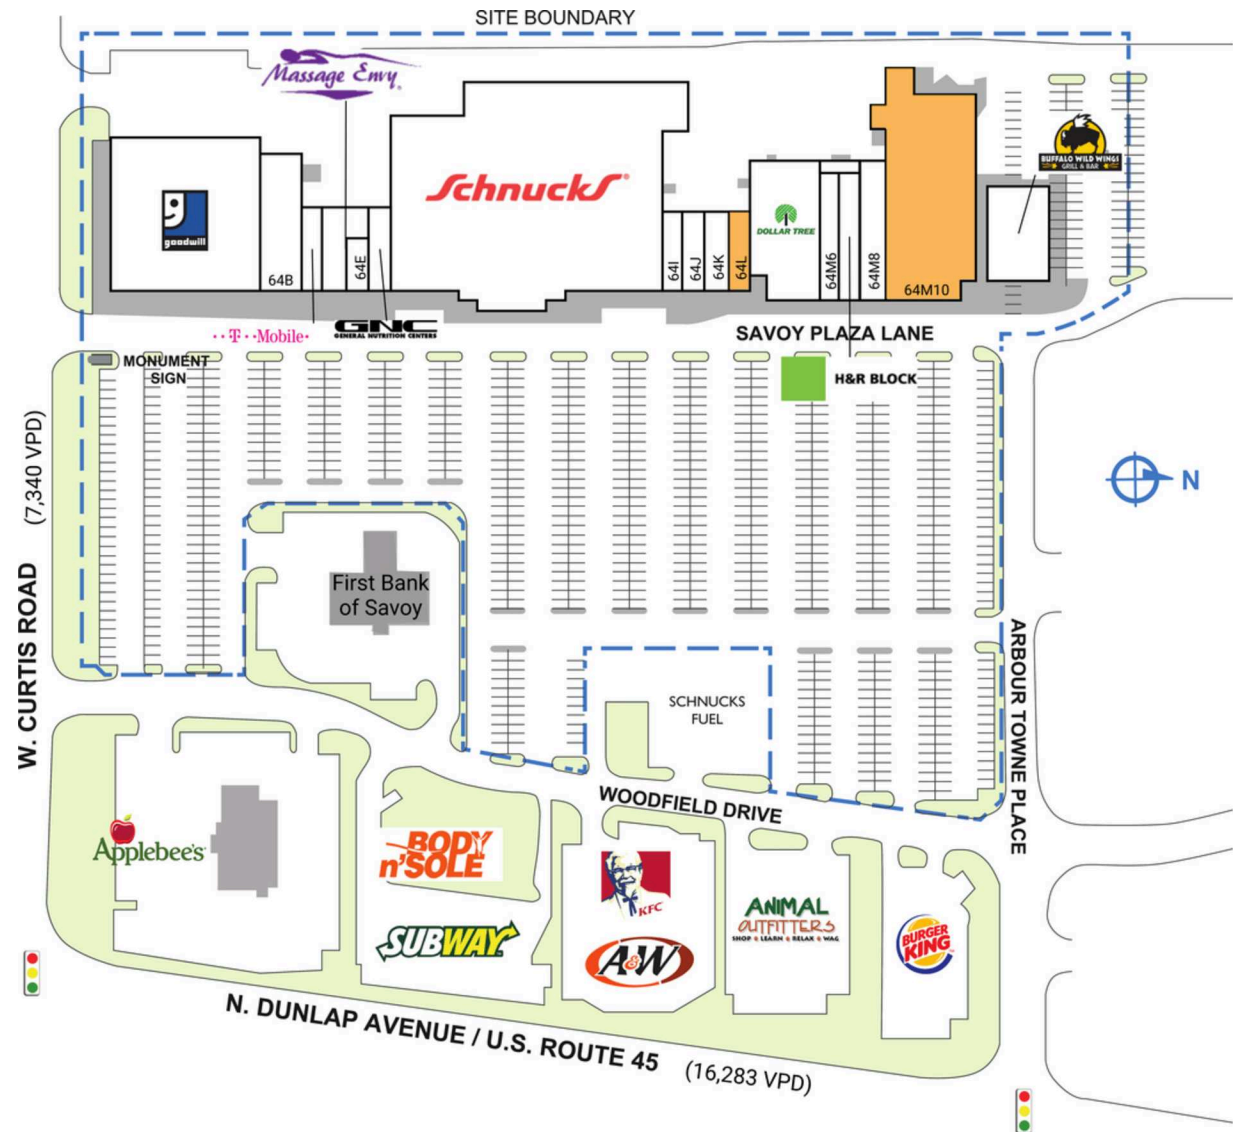 SITE BOUNDARY
Massage Envy
BUFFALO WILD WINGS
GRILL & BAR
Schnucks
goodwill
DOLLAR TREE
64B
64E
64I
64J
64K
64L
64M6
64M8
64M10
T Mobile
GNC
GENERAL NUTRITION CENTERS
SAVOY PLAZA LANE
MONUMENT
SIGN
H&R BLOCK
(7,340 VPD)
W. CURTIS ROAD
N
First Bank
of Savoy
SCHNUCKS
FUEL
ARBOUR TOWNE PLACE
WOODFIELD DRIVE
Applebee's
BODY
n'SOLE
SUBWAY
KFC
A&W
ANIMAL
OUTFITTERS
SHOP LEARN RELAX WAG
BURGER
KING
N. DUNLAP AVENUE / U.S. ROUTE 45
(16,283 VPD)